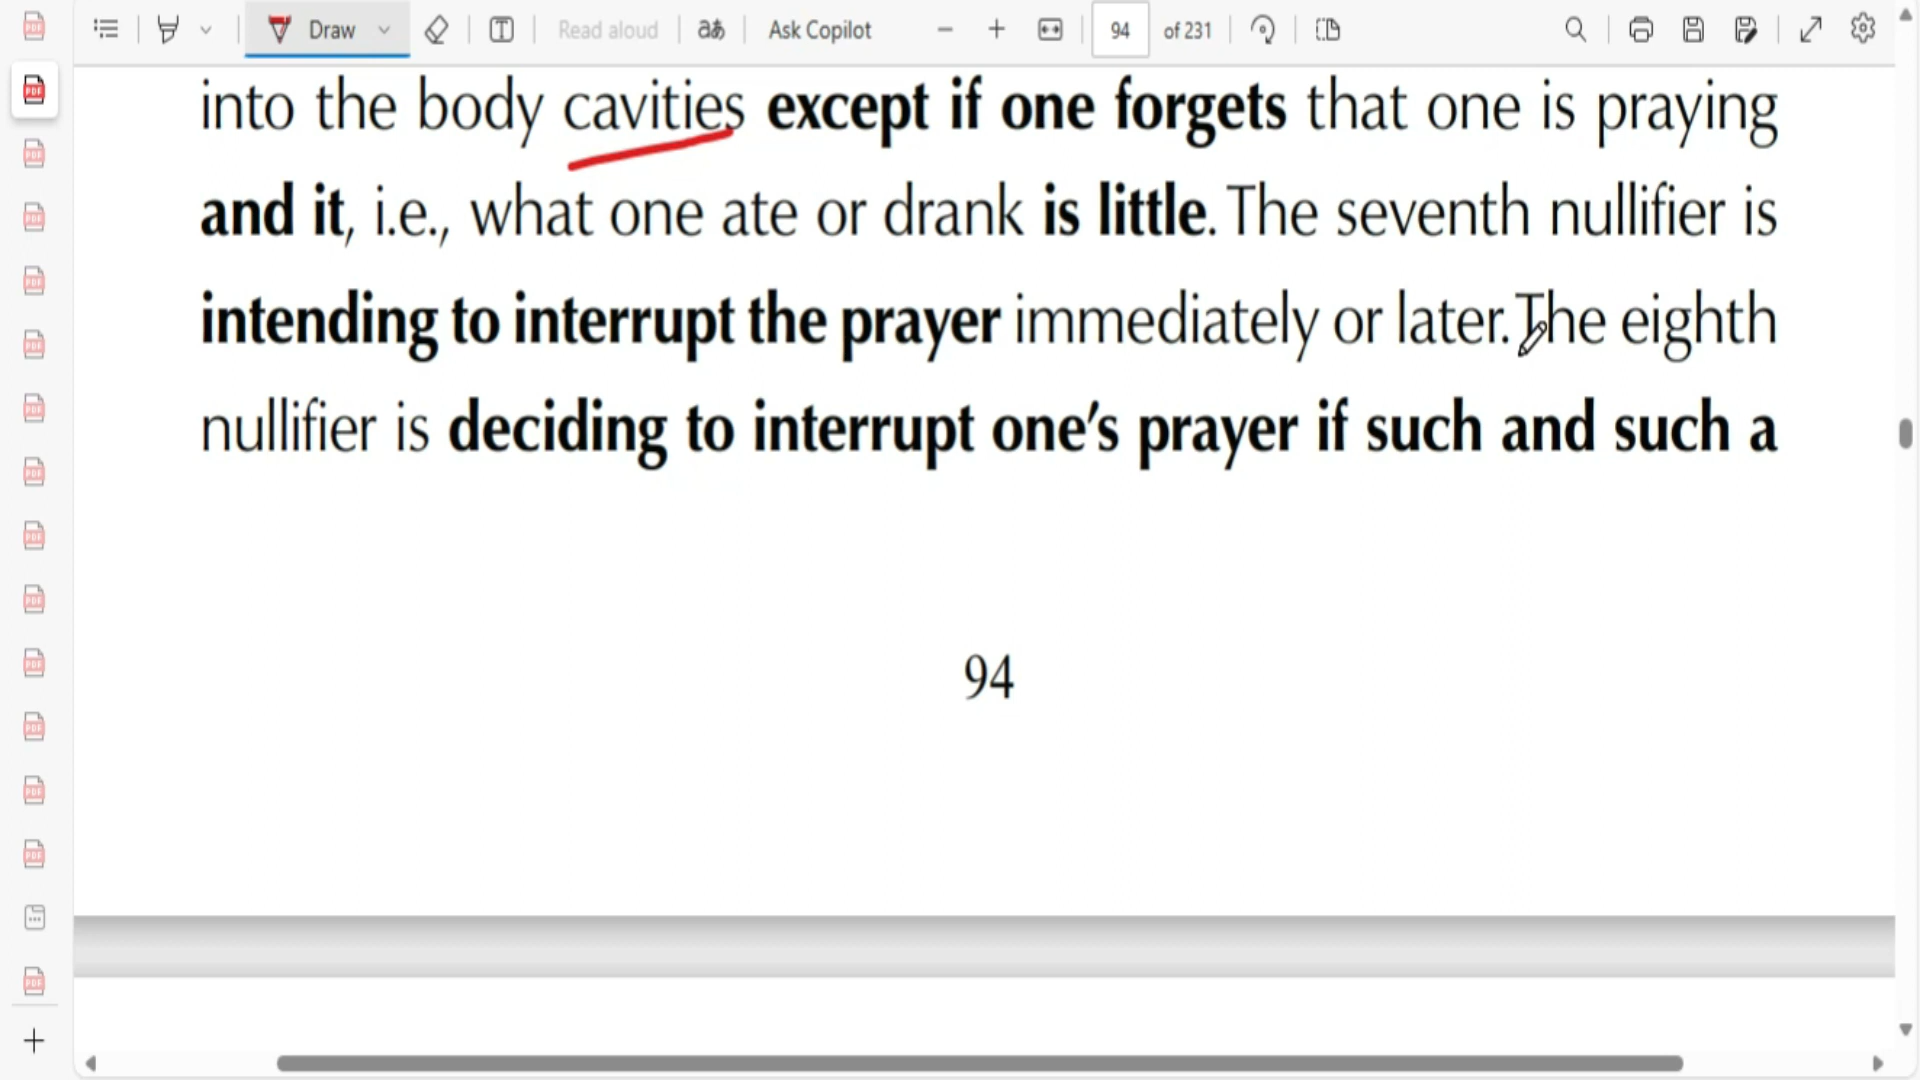 Draw
Read aloud
aあ
Ask Copilot
94 of 231
into the body cavities except if one forgets that one is praying
and it, i.e., what one ate or drank is little. The seventh nullifier is
intending to interrupt the prayer immediately or later. The eighth
nullifier is deciding to interrupt one’s prayer if such and such a
94